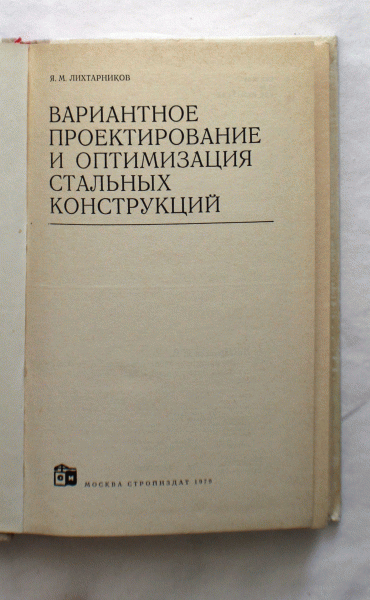 Я. М. ЛИХТАРНИКОВ
ВАРИАНТНОЕ
ПРОЕКТИРОВАНИЕ
И ОПТИМИЗАЦИЯ
СТАЛЬНЫХ
КОНСТРУКЦИЙ
МОСКВА СТРОЙИЗДАТ 1979